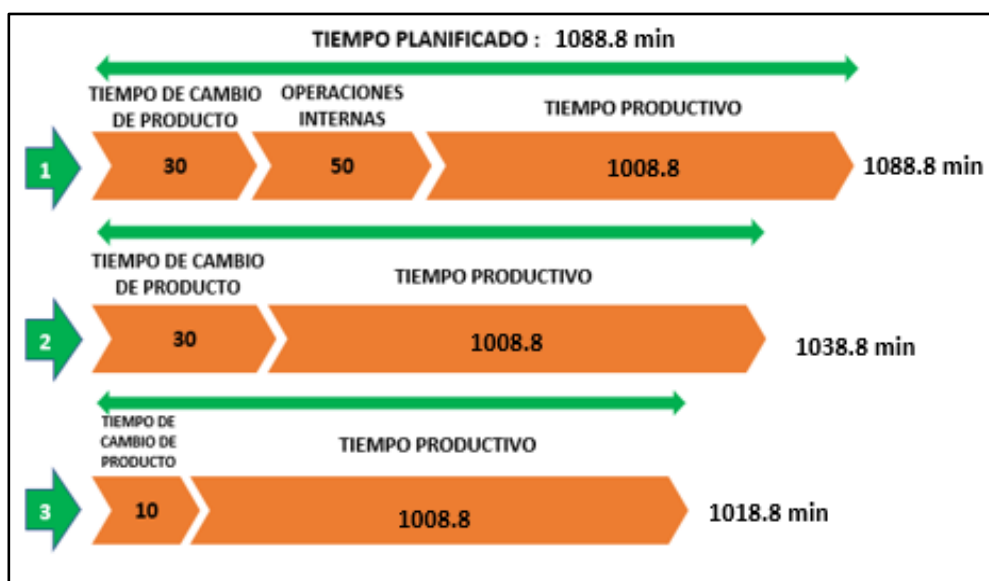 TIEMPO PLANIFICADO : 1088.8 min
TIEMPO DE CAMBIO
DE PRODUCTO
OPERACIONES
INTERNAS
TIEMPO PRODUCTIVO
1
30
50
1008.8
1088.8 min
TIEMPO DE CAMBIO
DE PRODUCTO
TIEMPO PRODUCTIVO
2
30
1008.8
1038.8 min
TIEMPO DE
CAMBIO DE
PRODUCTO
TIEMPO PRODUCTIVO
3
10
1008.8
1018.8 min